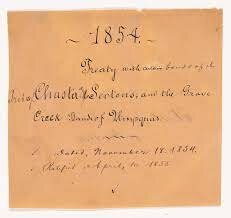 ~ 1854. ~
Treaty with certain bands of the
Chasta & Scotons; and the Grave
Creek Band of Umpquas.
Dated, November 18. 1854.
Ratified April 10. 1855